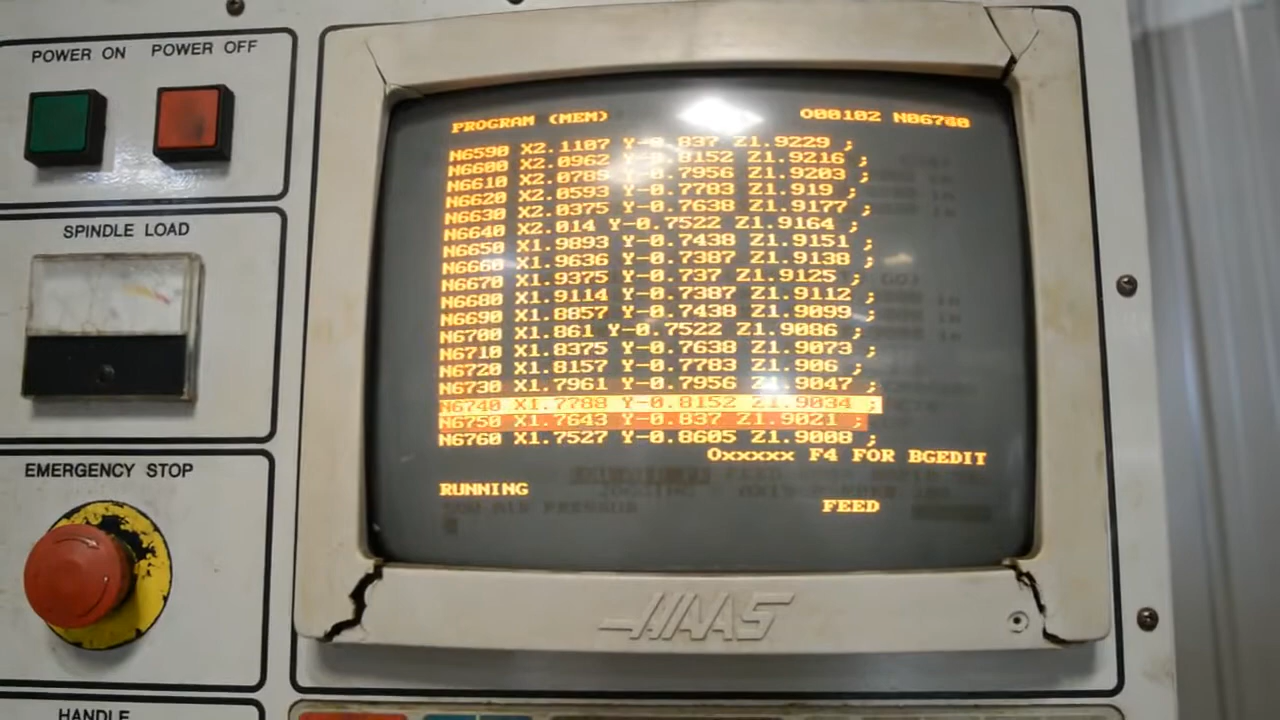 POWER ON POWER OFF
SPINDLE LOAD
EMERGENCY STOP
HANDLE
PROGRAM (MEM) O00102
N6590 X2.1107 Y-0.837 Z1.9229 ;
N6600 X2.0962 Y-0.8152 Z1.9216 ;
N6610 X2.0789 Y-0.7956 Z1.9203 ;
N6620 X2.0593 Y-0.7783 Z1.919 ;
N6630 X2.0375 Y-0.7638 Z1.9177 ;
N6640 X2.014 Y-0.7522 Z1.9164 ;
N6650 X1.9893 Y-0.7438 Z1.9151 ;
N6660 X1.9636 Y-0.7387 Z1.9138 ;
N6670 X1.9375 Y-0.737 Z1.9125 ;
N6680 X1.9114 Y-0.7387 Z1.9112 ;
N6690 X1.8857 Y-0.7438 Z1.9099 ;
N6700 X1.861 Y-0.7522 Z1.9086 ;
N6710 X1.8375 Y-0.7638 Z1.9073 ;
N6720 X1.8157 Y-0.7783 Z1.906 ;
N6730 X1.7961 Y-0.7956 Z1.9047 ;
N6740 X1.7788 Y-0.8152 Z1.9034 ;
N6750 X1.7643 Y-0.837 Z1.9021 ;
N6760 X1.7527 Y-0.8605 Z1.9008 ;
Oxxxxx F4 FOR BGEDIT
RUNNING
FEED
HAAS